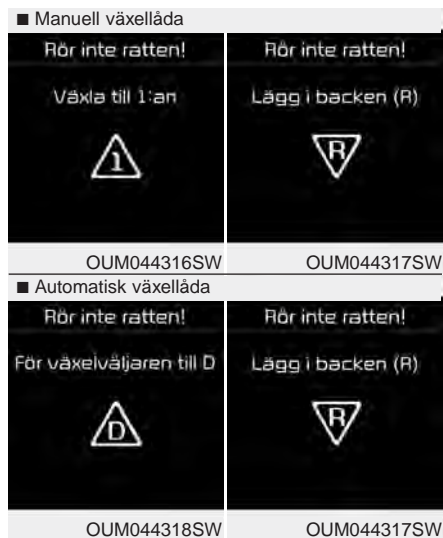 ■ Manuell växellåda
Rör inte ratten!
Växla till 1:an
1
OUM044316SW
Rör inte ratten!
Lägg i backen (R)
R
OUM044317SW
■ Automatisk växellåda
Rör inte ratten!
För växelväljaren till D
D
OUM044318SW
Rör inte ratten!
Lägg i backen (R)
R
OUM044317SW